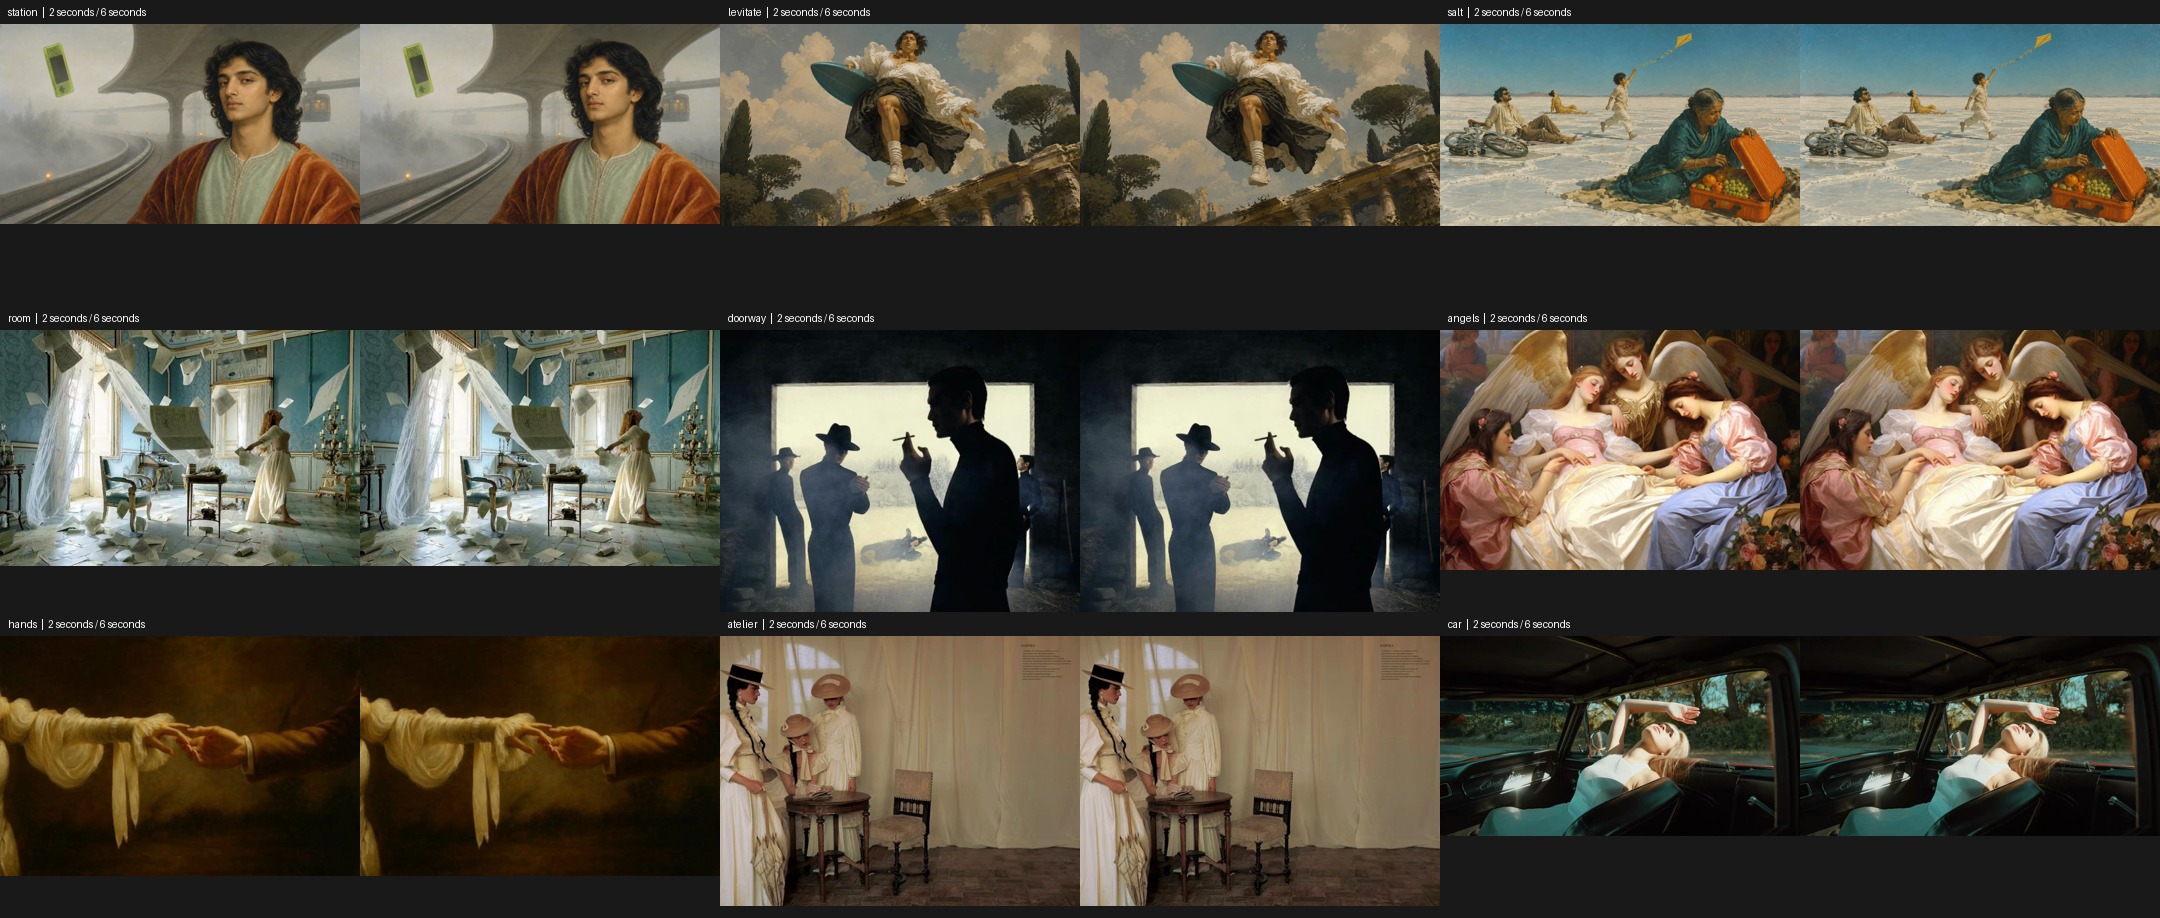 station | 2 seconds / 6 seconds
levitate | 2 seconds / 6 seconds
salt | 2 seconds / 6 seconds
room | 2 seconds / 6 seconds
doorway | 2 seconds / 6 seconds
angels | 2 seconds / 6 seconds
hands | 2 seconds / 6 seconds
atelier | 2 seconds / 6 seconds
car | 2 seconds / 6 seconds